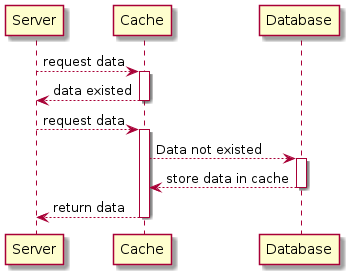 Server Cache Database
request data
data existed
request data
Data not existed
store data in cache
return data
Server Cache Database